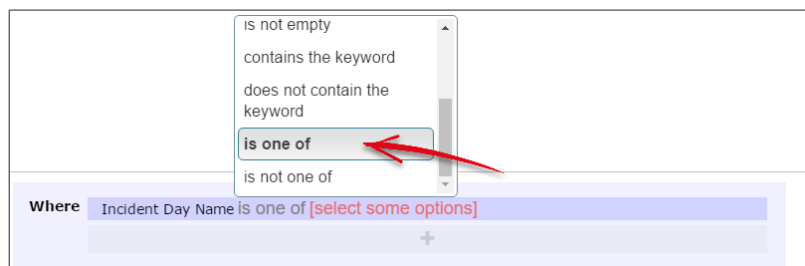 is not empty
contains the keyword
does not contain the
keyword
is one of
is not one of
Where Incident Day Name is one of [select some options]
+